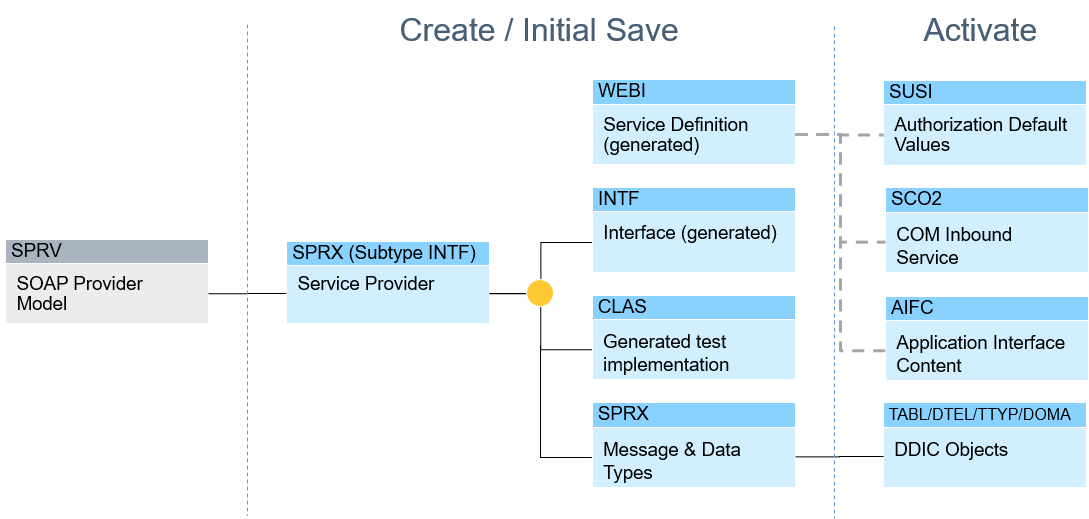 Create / Initial Save
Activate
SPRV
SOAP Provider
Model
SPRX (Subtype INTF)
Service Provider
WEBI
Service Definition
(generated)
INTF
Interface (generated)
CLAS
Generated test
implementation
SPRX
Message & Data
Types
SUSI
Authorization Default
Values
SCO2
COM Inbound
Service
AIFC
Application Interface
Content
TABL/DTEL/TTYP/DOMA
DDIC Objects